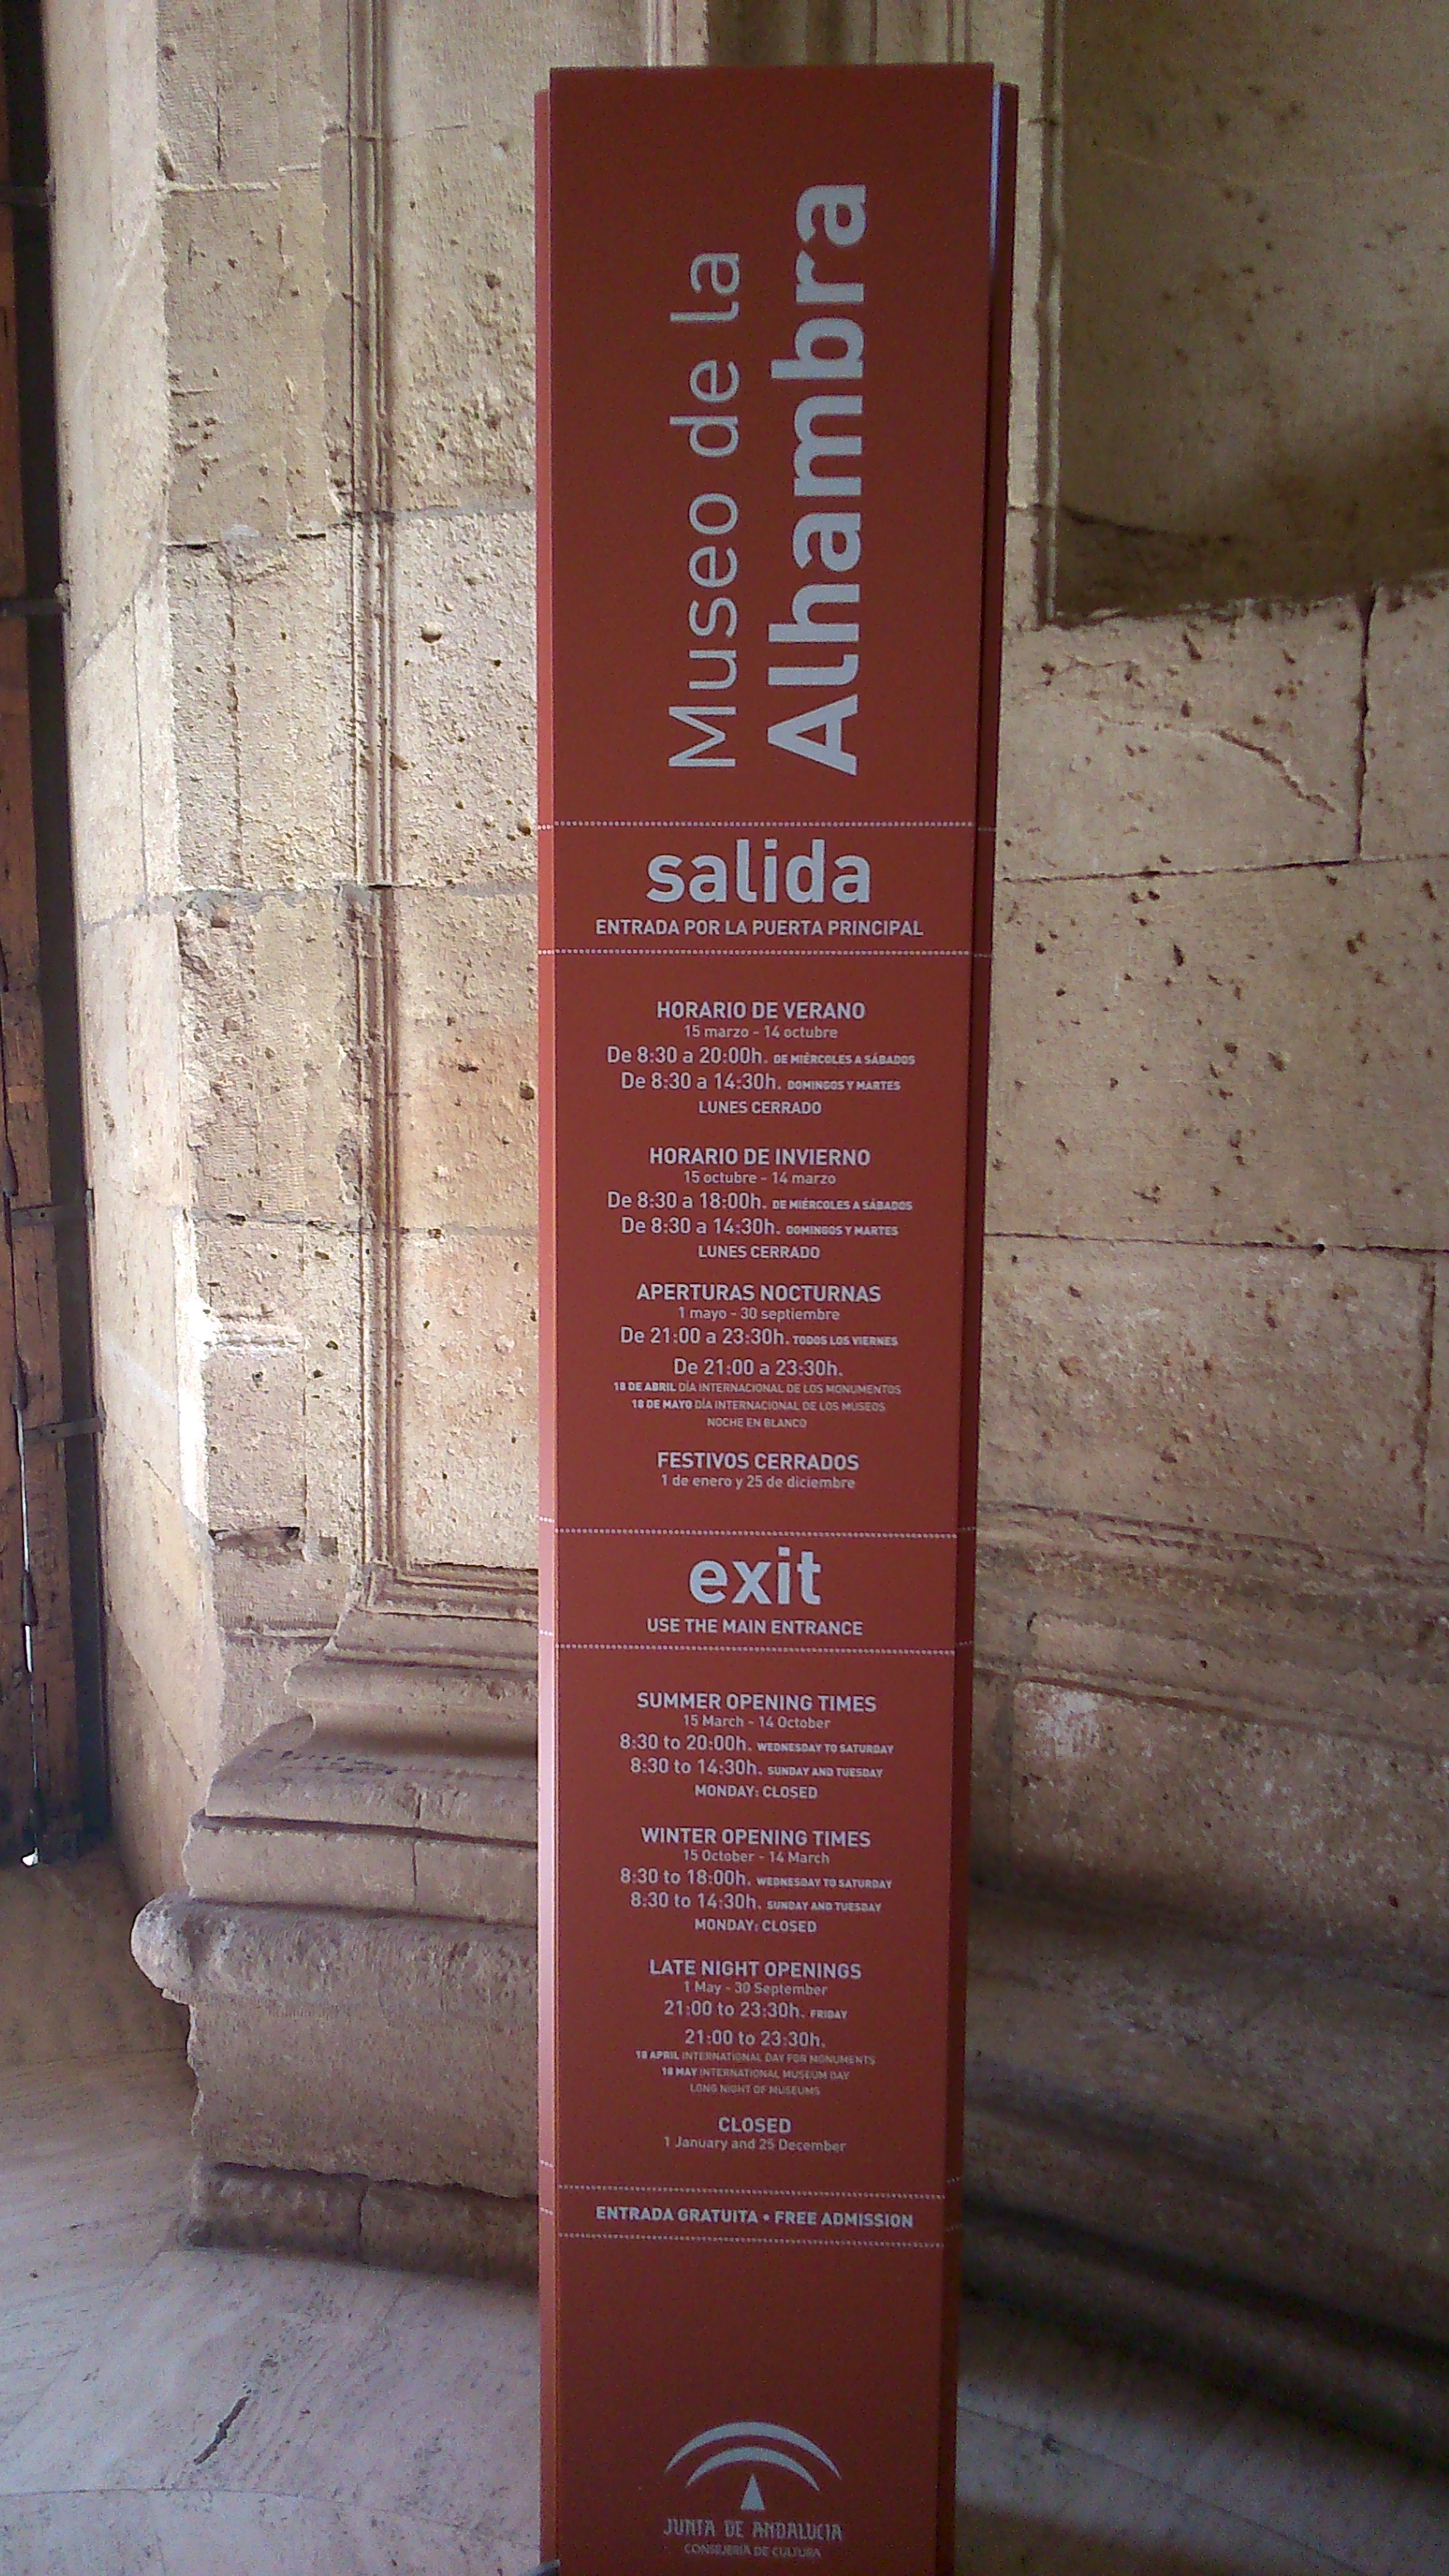 Museo de la
Alhambra
salida
ENTRADA POR LA PUERTA PRINCIPAL
HORARIO DE VERANO
15 marzo - 14 octubre
De 8:30 a 20:00h. DE MIÉRCOLES A SÁBADOS
De 8:30 a 14:30h. DOMINGOS Y MARTES
LUNES CERRADO
HORARIO DE INVIERNO
15 octubre - 14 marzo
De 8:30 a 18:00h. DE MIÉRCOLES A SÁBADOS
De 8:30 a 14:30h. DOMINGOS Y MARTES
LUNES CERRADO
APERTURAS NOCTURNAS
1 mayo - 30 septiembre
De 21:00 a 23:30h. TODOS LOS VIERNES
De 21:00 a 23:30h.
18 DE ABRIL DÍA INTERNACIONAL DE LOS MONUMENTOS
18 DE MAYO DÍA INTERNACIONAL DE LOS MUSEOS
NOCHE EN BLANCO
FESTIVOS CERRADOS
1 de enero y 25 de diciembre
exit
USE THE MAIN ENTRANCE
SUMMER OPENING TIMES
15 March - 14 October
8:30 to 20:00h. WEDNESDAY TO SATURDAY
8:30 to 14:30h. SUNDAY AND TUESDAY
MONDAY: CLOSED
WINTER OPENING TIMES
15 October - 14 March
8:30 to 18:00h. WEDNESDAY TO SATURDAY
8:30 to 14:30h. SUNDAY AND TUESDAY
MONDAY: CLOSED
LATE NIGHT OPENINGS
1 May - 30 September
21:00 to 23:30h. FRIDAY
21:00 to 23:30h.
18 APRIL INTERNATIONAL DAY FOR MONUMENTS
18 MAY INTERNATIONAL MUSEUM DAY
LONG NIGHT OF MUSEUMS
CLOSED
1 January and 25 December
ENTRADA GRATUITA • FREE ADMISSION
JUNTA DE ANDALUCIA
CONSEJERÍA DE CULTURA